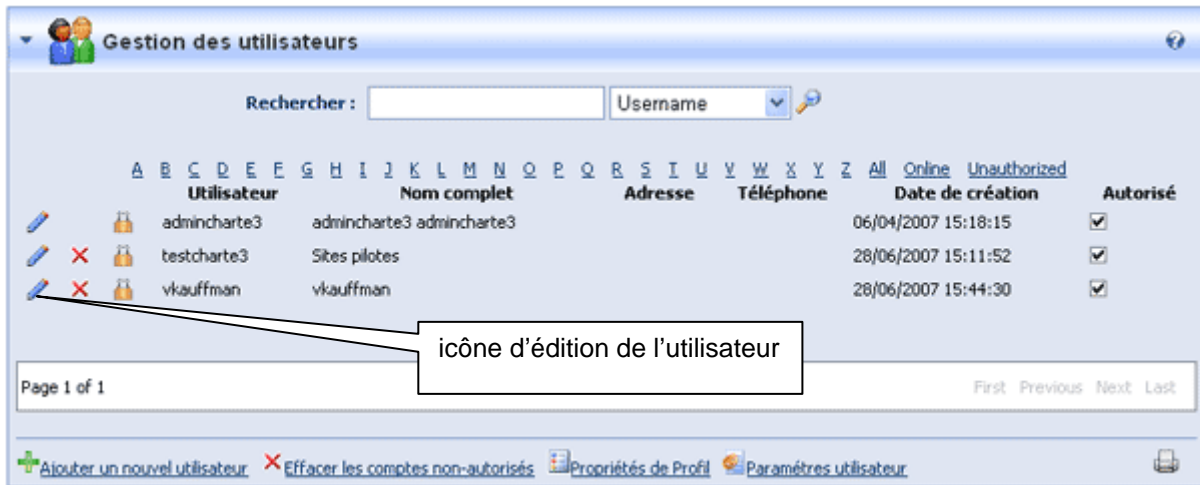 Gestion des utilisateurs
Rechercher : Username
A B C D E F G H I J K L M N O P Q R S T U V W X Y Z All Online Unauthorized
Utilisateur Nom complet Adresse Téléphone Date de création Autorisé
admincharte3 admincharte3 admincharte3 06/04/2007 15:18:15
testcharte3 Sites pilotes 28/06/2007 15:11:52
vkauffman vkauffman 28/06/2007 15:44:30
icône d'édition de l'utilisateur
Page 1 of 1 First Previous Next Last
Ajouter un nouvel utilisateur Effacer les comptes non-autorisés Propriétés de Profil Paramétres utilisateur